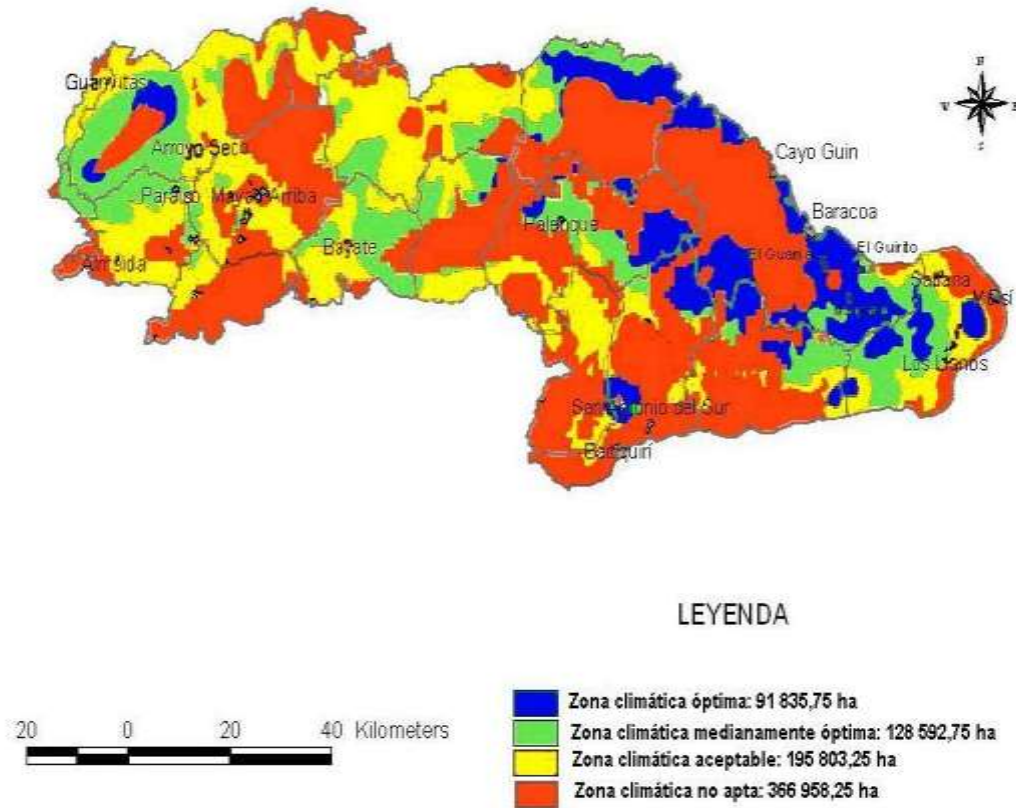 Guanuitas
Arroyo Seco
Cayo Guin
Paraíso
Mayarí Arriba
Baracoa
Palenque
Bayate
El Guirito
Sabana
Maisí
Los Llanos
San Antonio del Sur
LEYENDA
20 0 20 40 Kilometers
Zona climática óptima: 91 835,75 ha
Zona climática medianamente óptima: 128 592,75 ha
Zona climática aceptable: 195 803,25 ha
Zona climática no apta: 366 958,25 ha